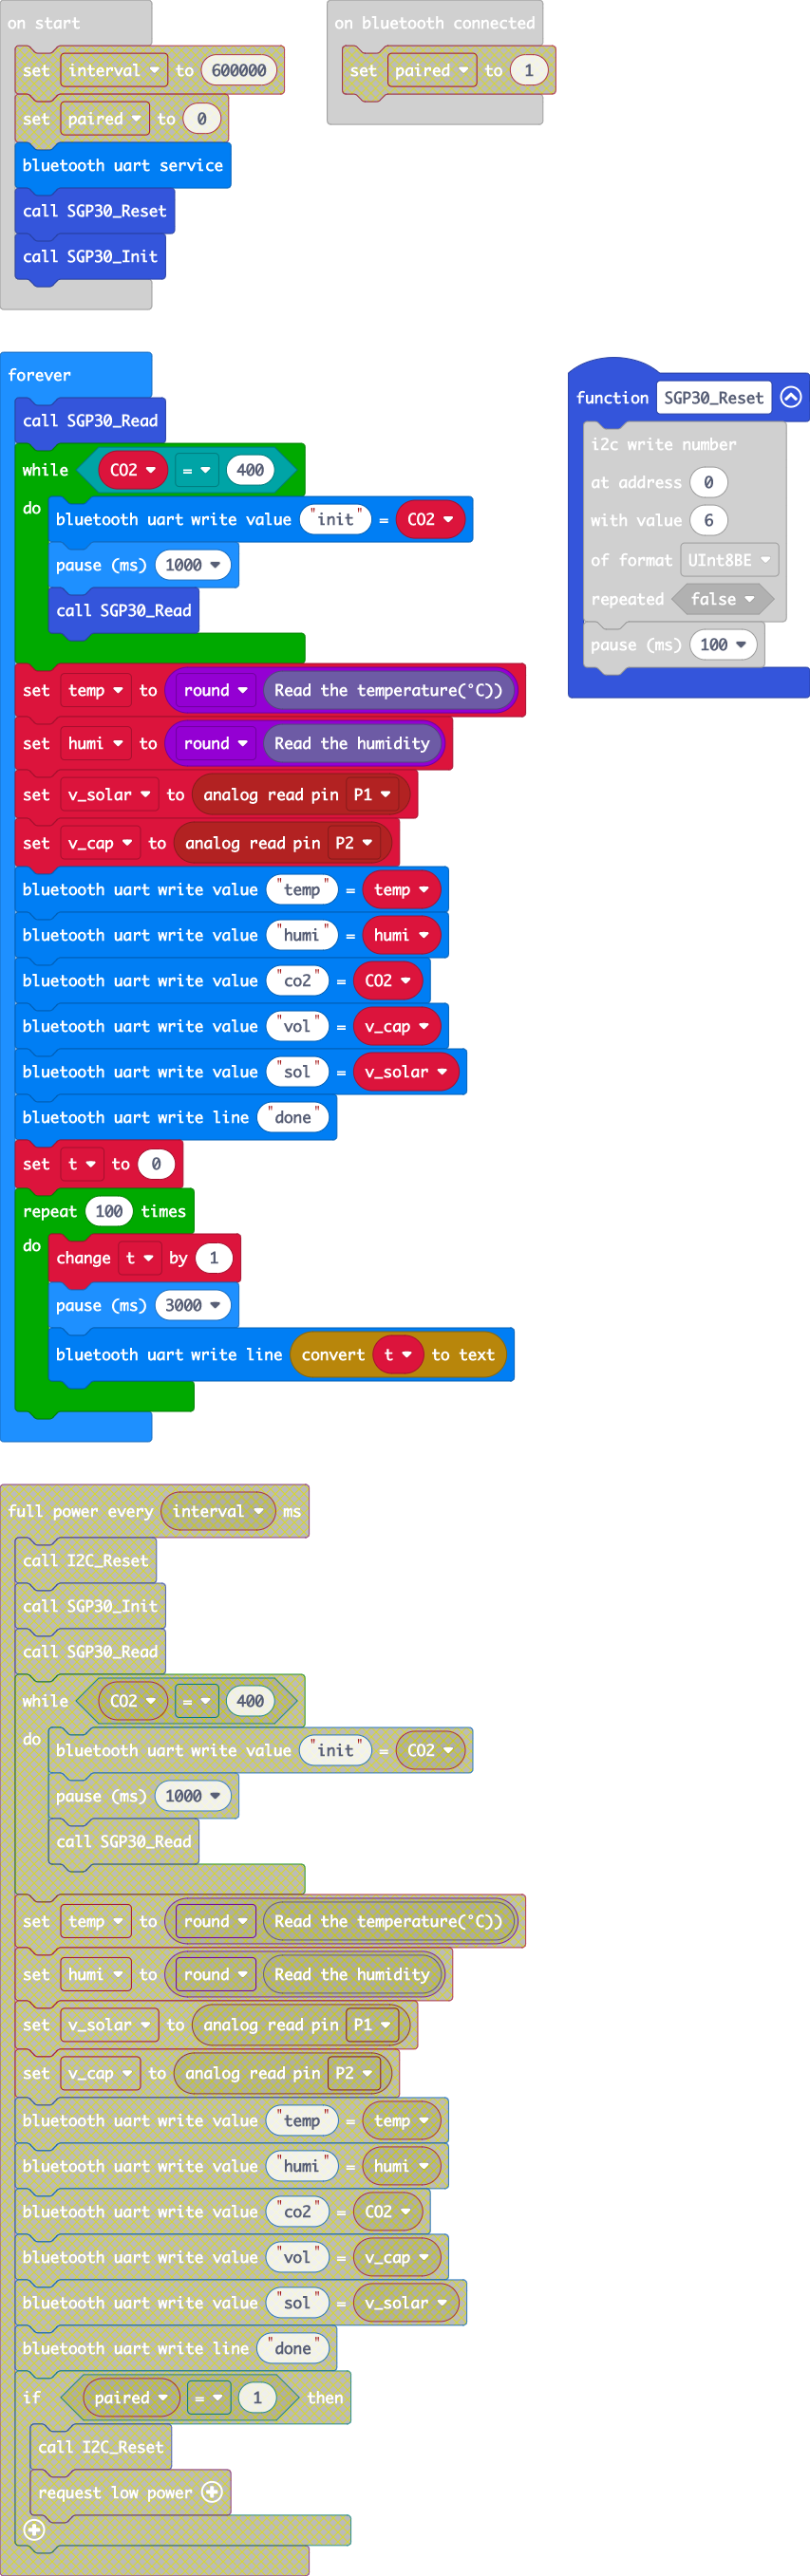 on start
set interval to 600000
set paired to 0
bluetooth uart service
call SGP30_Reset
call SGP30_Init
on bluetooth connected
set paired to 1
forever
call SGP30_Read
while CO2 = 400
do
bluetooth uart write value "init" = CO2
pause (ms) 1000
call SGP30_Read
set temp to round Read the temperature(°C))
set humi to round Read the humidity
set v_solar to analog read pin P1
set v_cap to analog read pin P2
bluetooth uart write value "temp" = temp
bluetooth uart write value "humi" = humi
bluetooth uart write value "co2" = CO2
bluetooth uart write value "vol" = v_cap
bluetooth uart write value "sol" = v_solar
bluetooth uart write line "done"
set t to 0
repeat 100 times
do
change t by 1
pause (ms) 3000
bluetooth uart write line convert t to text
function SGP30_Reset
i2c write number
at address 0
with value 6
of format UInt8BE
repeated false
pause (ms) 100
full power every interval ms
call I2C_Reset
call SGP30_Init
call SGP30_Read
while CO2 = 400
do
bluetooth uart write value "init" = CO2
pause (ms) 1000
call SGP30_Read
set temp to round Read the temperature(°C))
set humi to round Read the humidity
set v_solar to analog read pin P1
set v_cap to analog read pin P2
bluetooth uart write value "temp" = temp
bluetooth uart write value "humi" = humi
bluetooth uart write value "co2" = CO2
bluetooth uart write value "vol" = v_cap
bluetooth uart write value "sol" = v_solar
bluetooth uart write line "done"
if paired = 1 then
call I2C_Reset
request low power